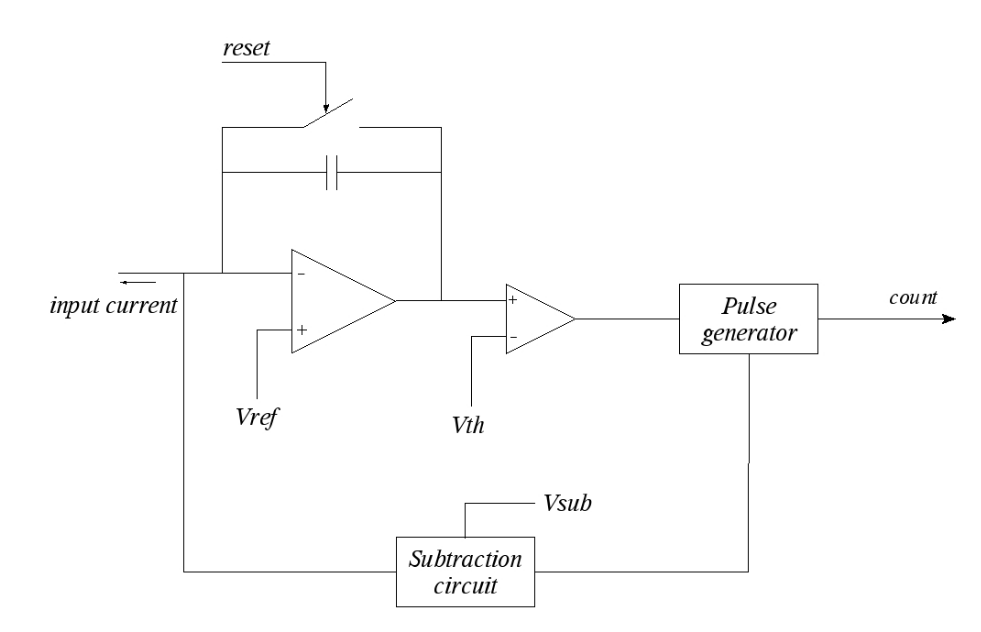 reset
-
input current
+
+
-
Pulse
generator
count
Vref
Vth
Vsub
Subtraction
circuit